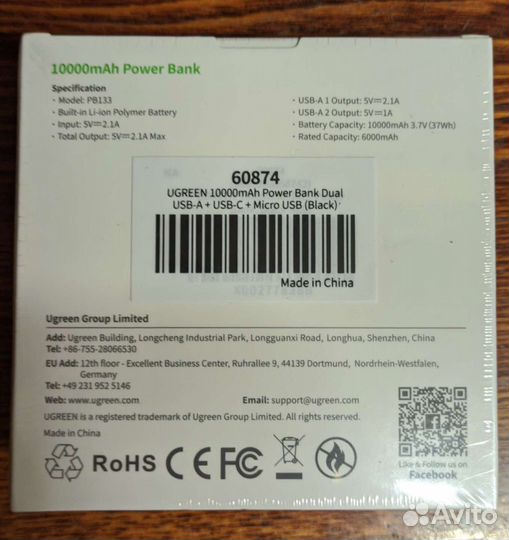 10000mAh Power Bank
Specification
· Model: PB133
· Built-in Li-ion Polymer Battery
· Input: 5V⎓2.1A
· Total Output: 5V⎓2.1A Max
· USB-A 1 Output: 5V⎓2.1A
· USB-A 2 Output: 5V⎓1A
· Battery Capacity: 10000mAh 3.7V (37Wh)
· Rated Capacity: 6000mAh
60874
UGREEN 10000mAh Power Bank Dual
USB-A + USB-C + Micro USB (Black)
Made in China
Ugreen Group Limited
Add: Ugreen Building, Longcheng Industrial Park, Longguanxi Road, Longhua, Shenzhen, China
Tel: +86-755-28066530
EU Add: 12th floor - Excellent Business Center, Ruhrallee 9, 44139 Dortmund, Nordrhein-Westfalen,
Germany
Tel: +49 231 952 5146
Web: www.ugreen.com Email: support@ugreen.com
UGREEN is a registered trademark of Ugreen Group Limited. All rights reserved.
Made in China
RoHS CE FC
Like & Follow us on
Facebook
Avito